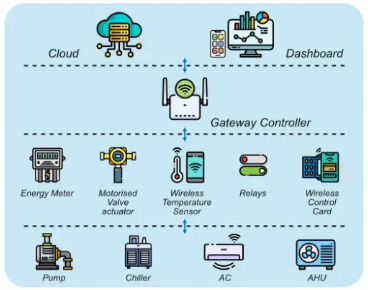 Cloud
Dashboard
Gateway Controller
Energy Meter
Motorised
Valve
actuator
Wireless
Temperature
Sensor
Relays
Wireless
Control
Card
Pump
Chiller
AC
AHU